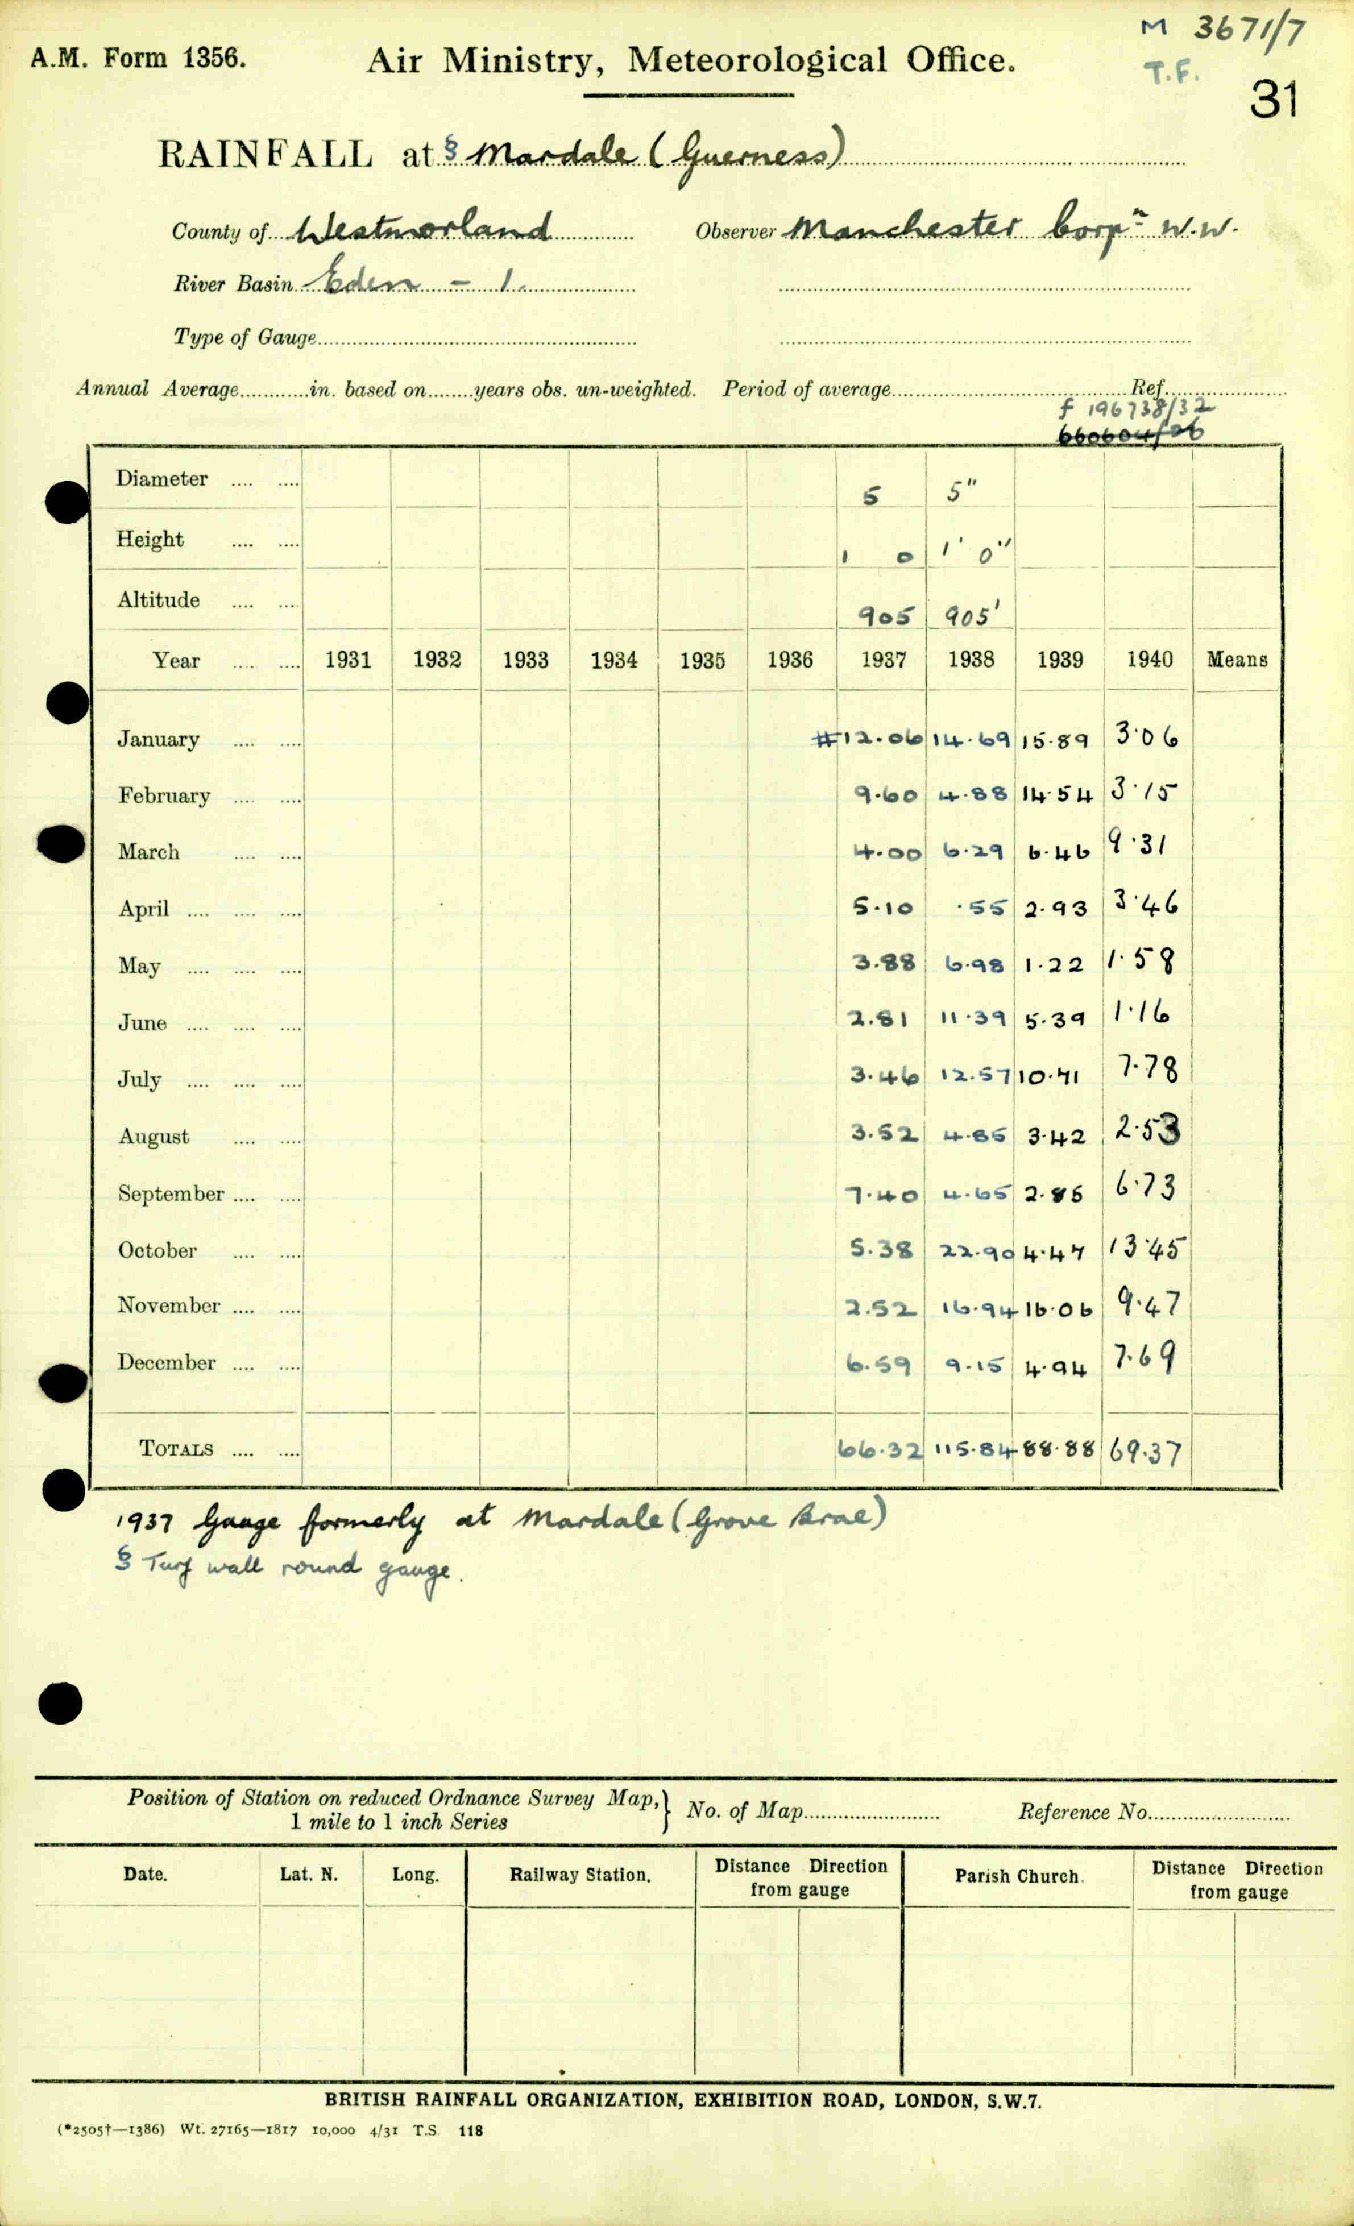 M 3671/7
A.M. Form 1356. Air Ministry, Meteorological Office. T.F.
31
RAINFALL at § Mardale (Guerness)
County of Westmorland Observer Manchester Corpn W.W.
River Basin Eden - 1.
Type of Gauge
Annual Average in. based on years obs. un-weighted. Period of average Ref.
f 196738/32
660604/26
Diameter .... .... 5 5"
Height .... .... 1 0 1' 0"
Altitude .... .... 905 905'
Year .... .... 1931 1932 1933 1934 1935 1936 1937 1938 1939 1940 Means
January .... .... #12.06 14.69 15.89 3.06
February .... .... 9.60 4.88 14.54 3.15
March .... .... 4.00 6.29 6.46 9.31
April .... .... .... 5.10 .55 2.93 3.46
May .... .... .... 3.88 6.98 1.22 1.58
June .... .... .... 2.81 11.39 5.39 1.16
July .... .... .... 3.46 12.57 10.71 7.78
August .... .... 3.52 4.85 3.42 2.53
September .... .... 7.40 4.65 2.85 6.73
October .... .... 5.38 22.90 4.47 13.45
November .... .... 2.52 16.94 16.06 9.47
December .... .... 6.59 9.15 4.94 7.69
TOTALS .... .... 66.32 115.84 88.88 69.37
1937 Gauge formerly at Mardale (Grove Brae)
§ Turf wall round gauge.
Position of Station on reduced Ordnance Survey Map, } No. of Map Reference No.
1 mile to 1 inch Series
Date. Lat. N. Long. Railway Station. Distance Direction from gauge Parish Church. Distance Direction from gauge
BRITISH RAINFALL ORGANIZATION, EXHIBITION ROAD, LONDON, S.W.7.
(*2505†—1386) Wt. 27165—1817 10,000 4/31 T.S. 118